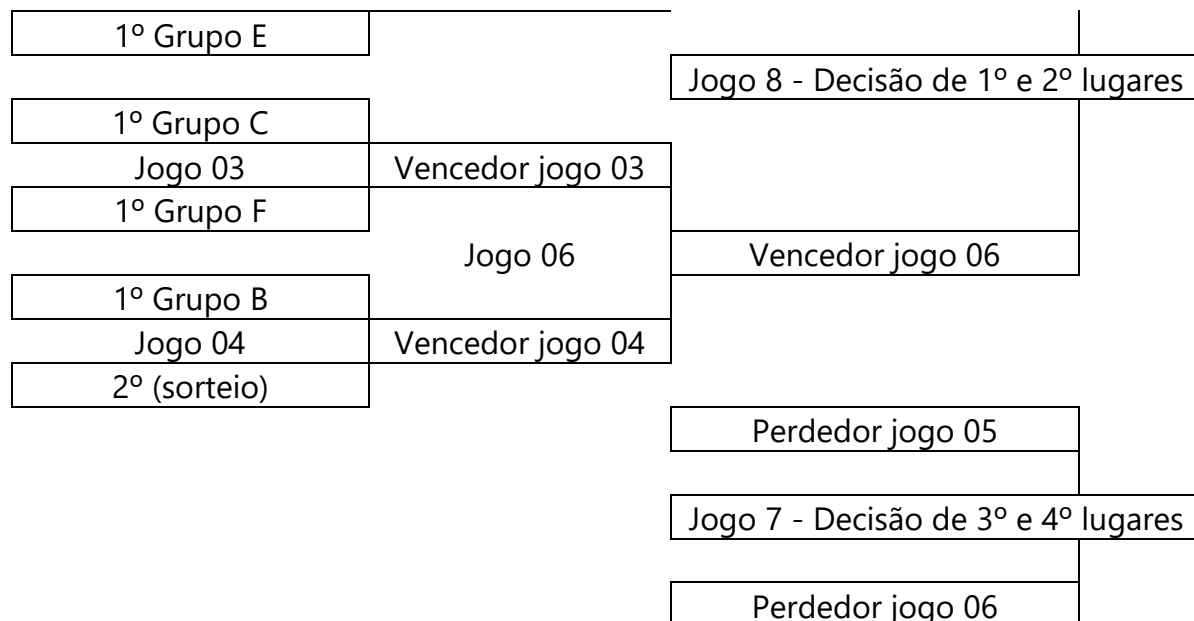 1º Grupo E
Jogo 8 - Decisão de 1º e 2º lugares
1º Grupo C
Jogo 03
Vencedor jogo 03
1º Grupo F
Jogo 06
Vencedor jogo 06
1º Grupo B
Jogo 04
Vencedor jogo 04
2º (sorteio)
Perdedor jogo 05
Jogo 7 - Decisão de 3º e 4º lugares
Perdedor jogo 06